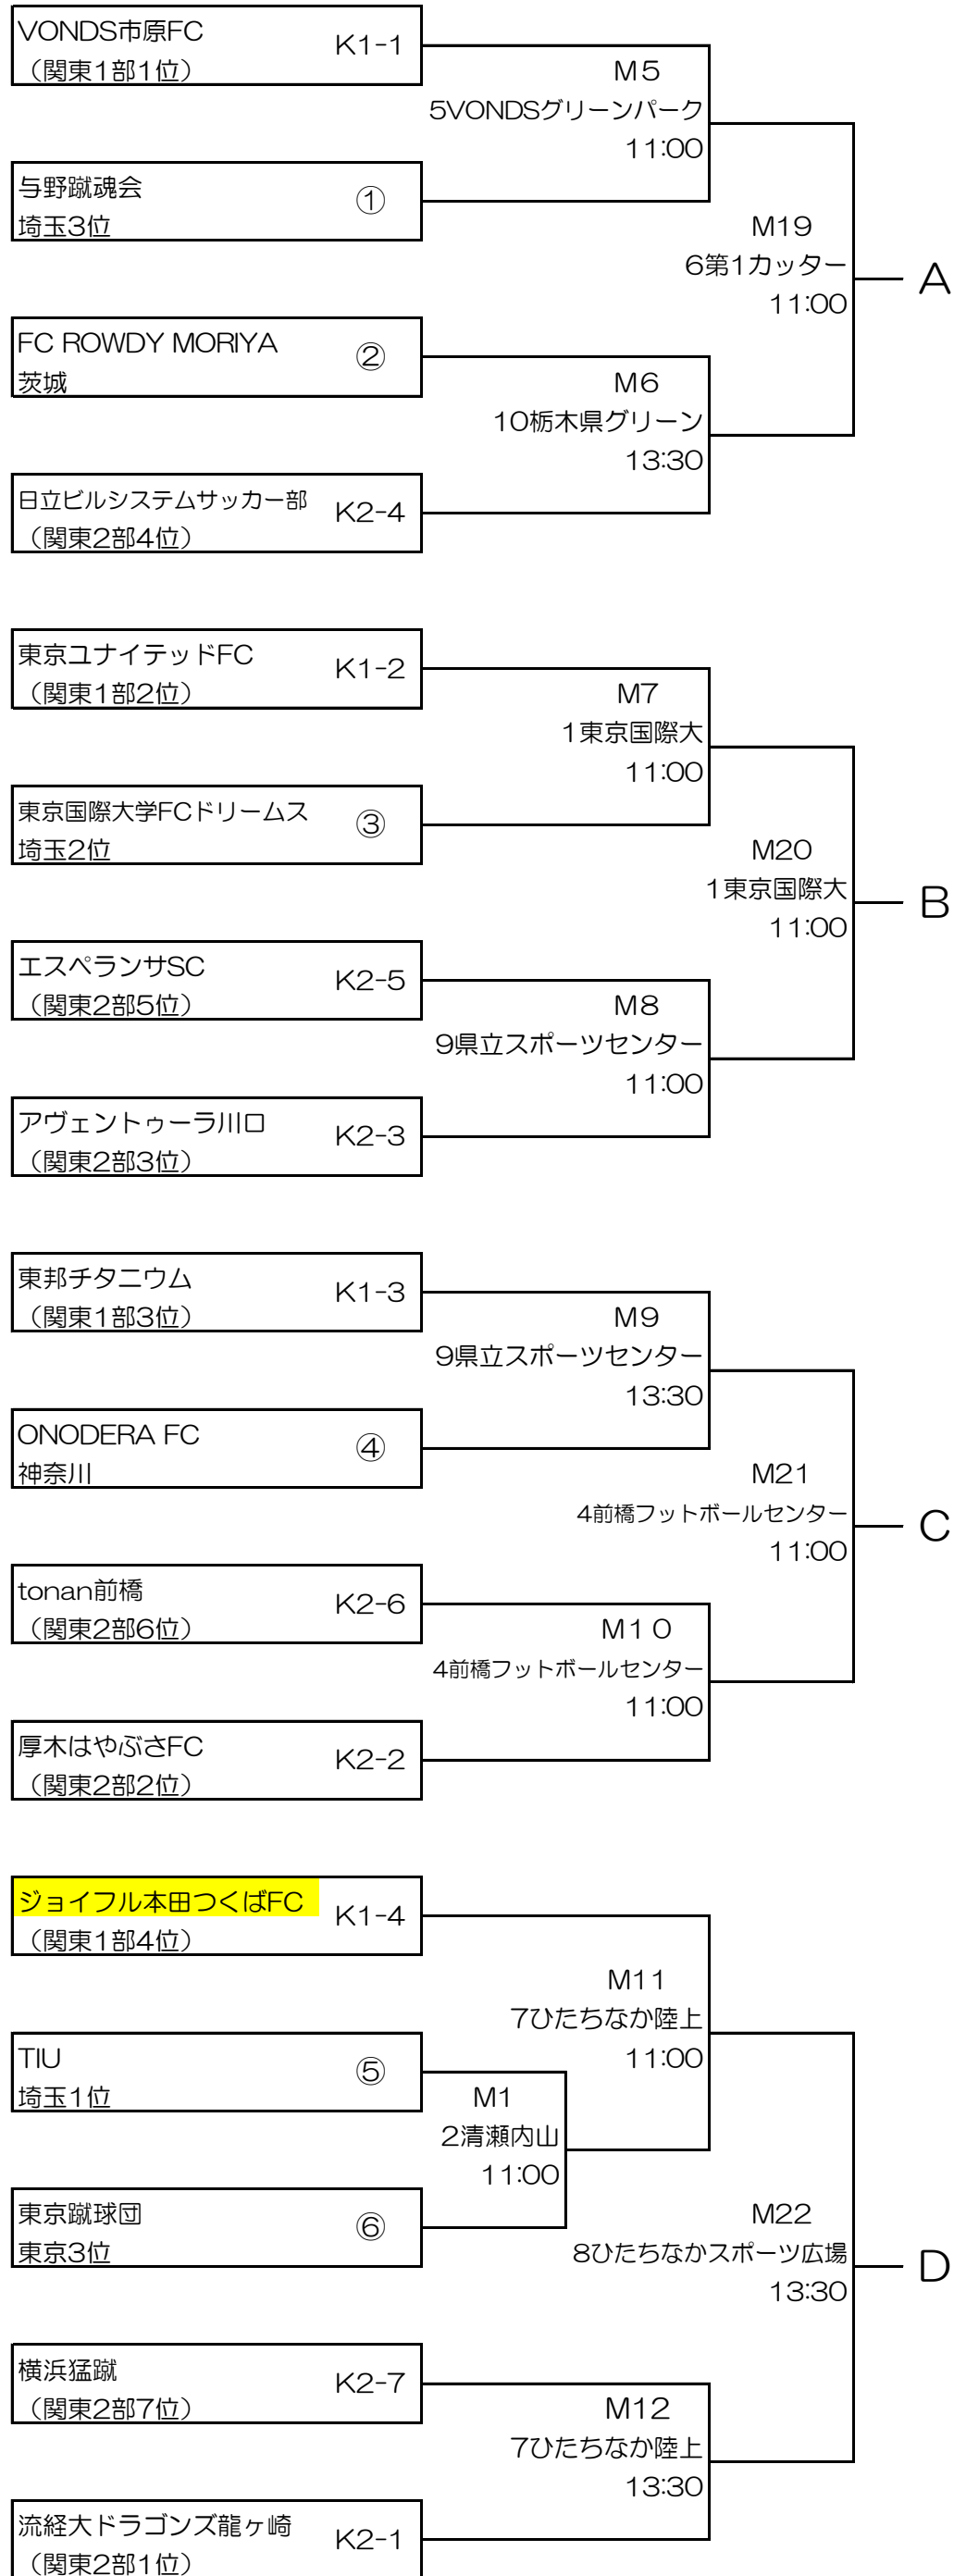 VONDS市原FC
K1-1
（関東1部1位）
M5
5VONDSグリーンパーク
11:00
与野蹴魂会
①
埼玉3位
M19
6第1カッター
11:00
A
FC ROWDY MORIYA
②
茨城
M6
10栃木県グリーン
13:30
日立ビルシステムサッカー部
K2-4
（関東2部4位）
東京ユナイテッドFC
K1-2
（関東1部2位）
M7
1東京国際大
11:00
東京国際大学FCドリームス
③
埼玉2位
M20
1東京国際大
11:00
B
エスペランサSC
K2-5
（関東2部5位）
M8
9県立スポーツセンター
11:00
アヴェントゥーラ川口
K2-3
（関東2部3位）
東邦チタニウム
K1-3
（関東1部3位）
M9
9県立スポーツセンター
13:30
ONODERA FC
④
神奈川
M21
4前橋フットボールセンター
11:00
C
tonan前橋
K2-6
（関東2部6位）
M10
4前橋フットボールセンター
11:00
厚木はやぶさFC
K2-2
（関東2部2位）
ジョイフル本田つくばFC
K1-4
（関東1部4位）
M11
7ひたちなか陸上
11:00
TIU
⑤
埼玉1位
M1
2清瀬内山
11:00
東京蹴球団
⑥
東京3位
M22
8ひたちなかスポーツ広場
13:30
D
横浜猛蹴
K2-7
（関東2部7位）
M12
7ひたちなか陸上
13:30
流経大ドラゴンズ龍ヶ崎
K2-1
（関東2部1位）